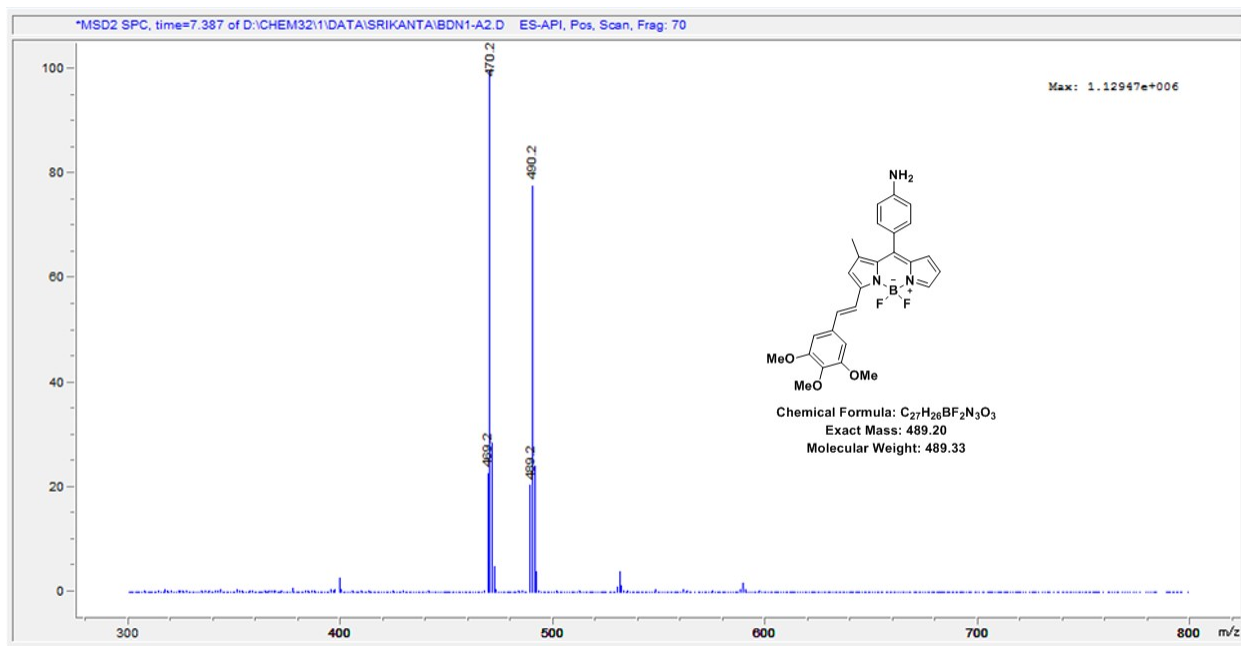 *MSD2 SPC, time=7.387 of D:\CHEM32\1\DATA\SRIKANTA\BDN1-A2.D ES-API, Pos, Scan, Frag: 70
470.2
100
Max: 1.12947e+006
490.2
80
NH₂
60
N N
B
- +
F F
469.2
489.2
40
MeO
OMe
MeO
Chemical Formula: C₂₇H₂₆BF₂N₃O₃
Exact Mass: 489.20
Molecular Weight: 489.33
20
0
300 400 500 600 700 800 m/z